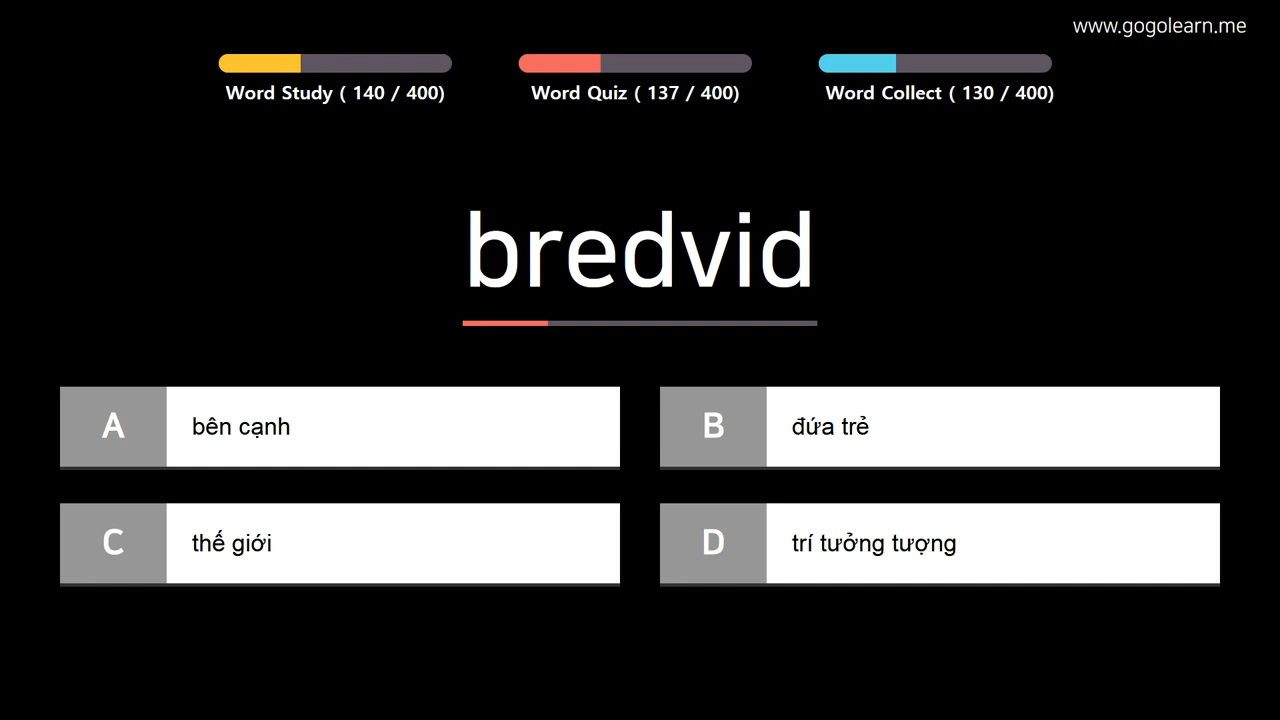 www.gogolearn.me
Word Study ( 140 / 400)
Word Quiz ( 137 / 400)
Word Collect ( 130 / 400)
bredvid
A
bên cạnh
B
đứa trẻ
C
thế giới
D
trí tưởng tượng